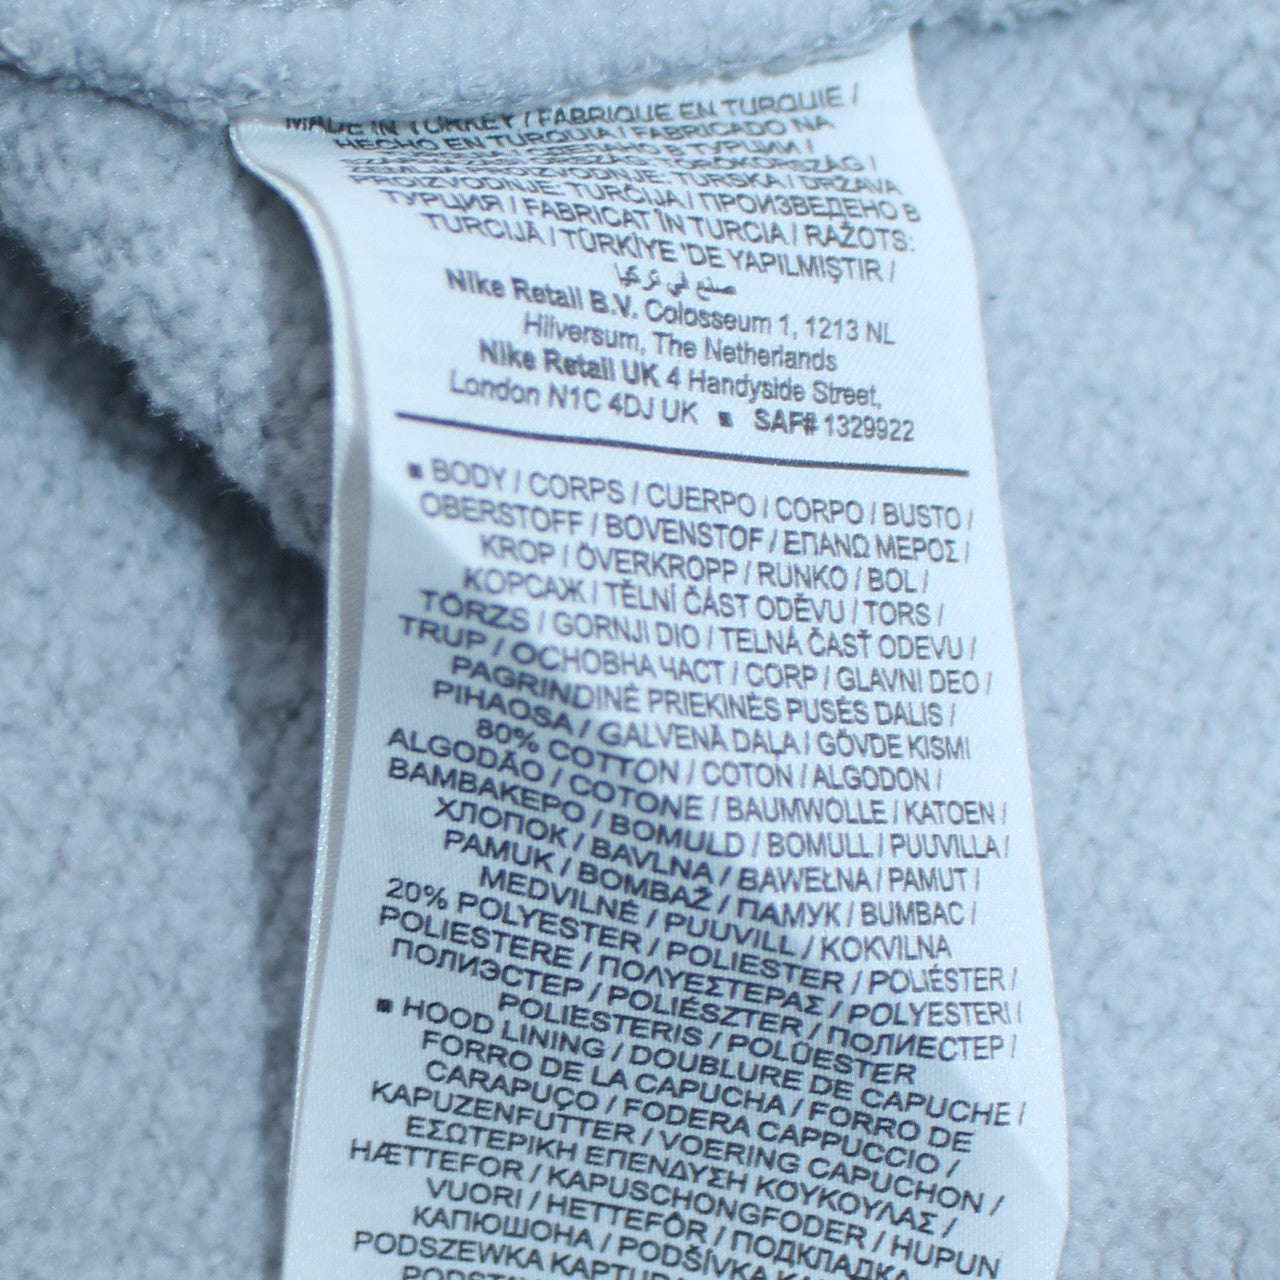 MADE IN TURKEY / FABRIQUE EN TURQUIE /
HECHO EN TURQUIA / FABRICADO NA
В ТУРЦИИ /
ORSZÁG TÖRÖKORSZÁG /
PROIZVODNJE: TURSKA / DRŽAVA
PROIZVODNJE: TURČIJA / ПРОИЗВЕДЕНО В
ТУРЦИЯ / FABRICAT ÎN TURCIA / RAŽOTS:
TURCIJĀ / TÜRKİYE 'DE YAPILMIŞTIR /
صنع في تركيا
Nike Retail B.V. Colosseum 1, 1213 NL
Hilversum, The Netherlands
Nike Retail UK 4 Handyside Street,
London N1C 4DJ UK ■ SAF# 1329922
■ BODY / CORPS / CUERPO / CORPO / BUSTO /
OBERSTOFF / BOVENSTOF / ΕΠΑΝΩ ΜΕΡΟΣ /
KROP / ÖVERKROPP / RUNKO / BOL /
КОРСАЖ / TĚLNÍ ČÁST ODĚVU / TORS /
TÖRZS / GORNJI DIO / TELNÁ ČASŤ ODEVU /
TRUP / ОСНОВНА ЧАСТ / CORP / GLAVNI DEO /
PAGRINDINĖ PRIEKINĖS PUSĖS DALIS /
PIHAOSA / GALVENĀ DAĻA / GÖVDE KISMI
80% COTTON / COTON / ALGODON /
ALGODÃO / COTONE / BAUMWOLLE / KATOEN /
ΒΑΜΒΑΚΕΡΟ / BOMULD / BOMULL / PUUVILLA /
ХЛОПОК / BAVLNA / BAWEŁNA / PAMUT /
PAMUK / BOMBAŽ / ПАМУК / BUMBAC /
MEDVILNĖ / PUUVILL / KOKVILNA
20% POLYESTER / POLIESTER / POLIÉSTER /
POLIESTERE / ΠΟΛΥΕΣΤΕΡΑΣ / POLYESTERI /
ПОЛИЭСТЕР / POLIÉSZTER / ПОЛИЕСТЕР /
POLIESTERIS / POLÜESTER
■ HOOD LINING / DOUBLURE DE CAPUCHE /
FORRO DE LA CAPUCHA / FORRO DE
CARAPUÇO / FODERA CAPPUCCIO /
KAPUZENFUTTER / VOERING CAPUCHON /
ΕΣΩΤΕΡΙΚΗ ΕΠΕΝΔΥΣΗ ΚΟΥΚΟΥΛΑΣ /
HÆTTEFOR / KAPUSCHONGFODER / HUPUN
VUORI / HETTEFÔR / ПОДКЛАДКА
КАПЮШОНА / PODŠÍVKA
PODSZEWKA